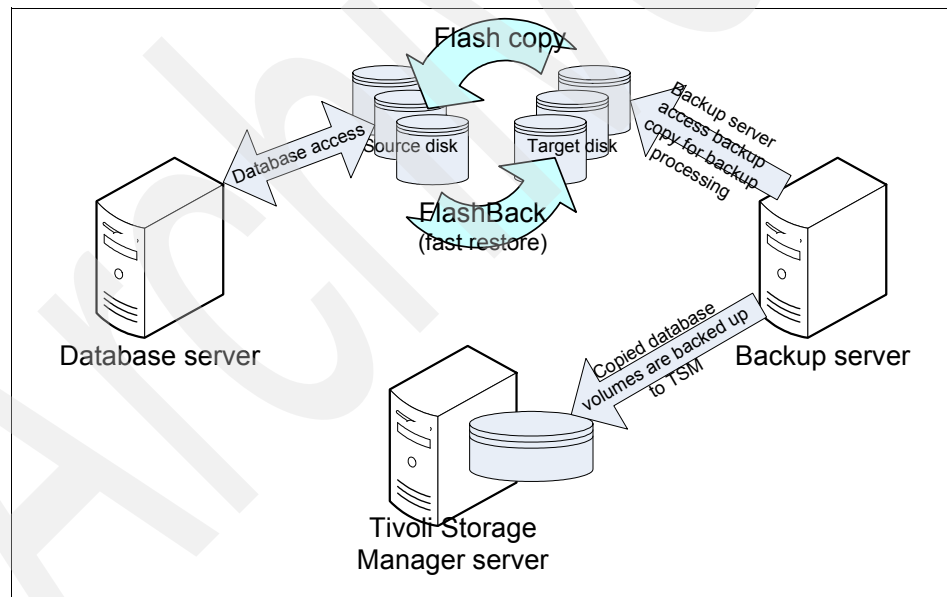 Flash copy
Database access
Source disk
Target disk
Backup server
access backup
copy for backup
processing
FlashBack
(fast restore)
Database server
Copied database
volumes are backed up
to TSM
Backup server
Tivoli Storage
Manager server